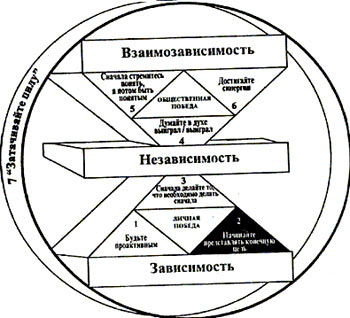 7 “Затачивайте пилу”
Взаимозависимость
Сначала стремитесь
понять,
а потом быть
понятым
5
ОБЩЕСТВЕННАЯ
ПОБЕДА
Достигайте
синергии
6
Думайте в духе
выиграл / выиграл
4
Независимость
3
Сначала делайте то,
что необходимо делать
сначала
1
Будьте
проактивным
ЛИЧНАЯ
ПОБЕДА
2
Начинайте
представлять конечную
цель
Зависимость